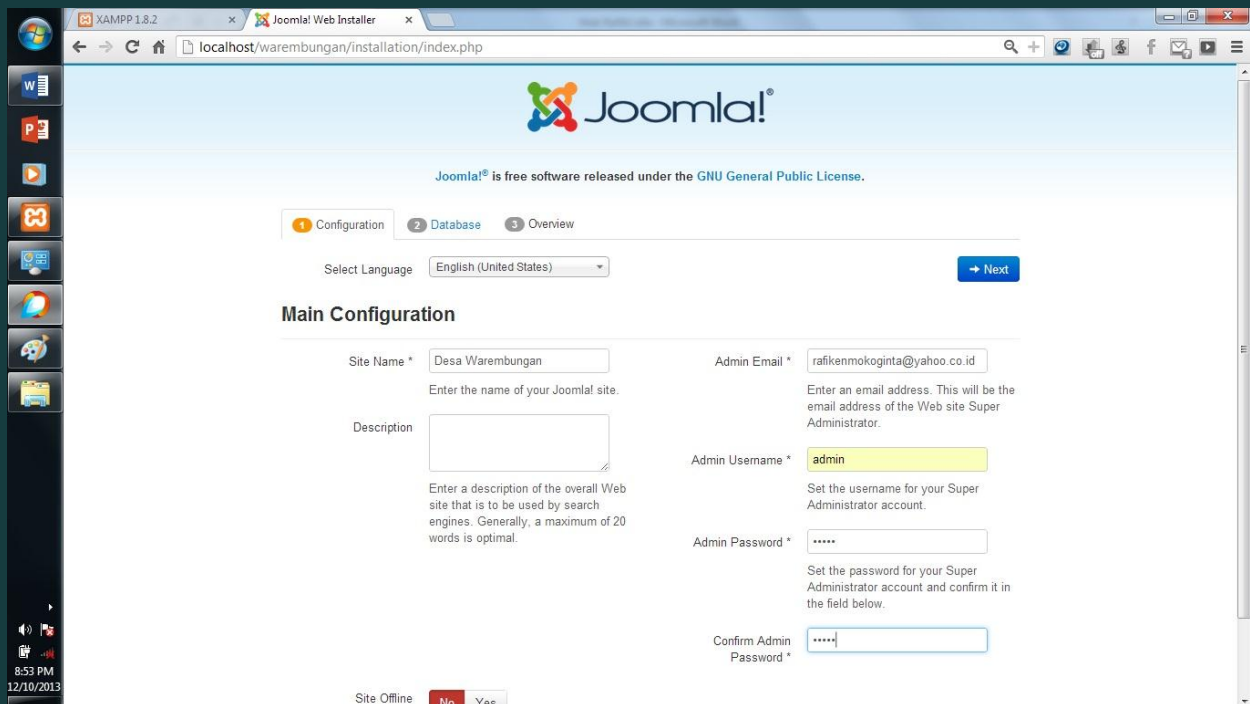 XAMPP 1.8.2
Joomla! Web Installer
localhost/warembungan/installation/index.php
Joomla!®
Joomla!® is free software released under the GNU General Public License.
1 Configuration
2 Database
3 Overview
Select Language
English (United States)
Next
Main Configuration
Site Name *
Desa Warembungan
Enter the name of your Joomla! site.
Description
Enter a description of the overall Web
site that is to be used by search
engines. Generally, a maximum of 20
words is optimal.
Admin Email *
rafikenmokoginta@yahoo.co.id
Enter an email address. This will be the
email address of the Web site Super
Administrator.
Admin Username *
admin
Set the username for your Super
Administrator account.
Admin Password *
•••••
Set the password for your Super
Administrator account and confirm it in
the field below.
Confirm Admin
Password *
•••••
Site Offline
No
Yes
8:53 PM
12/10/2013